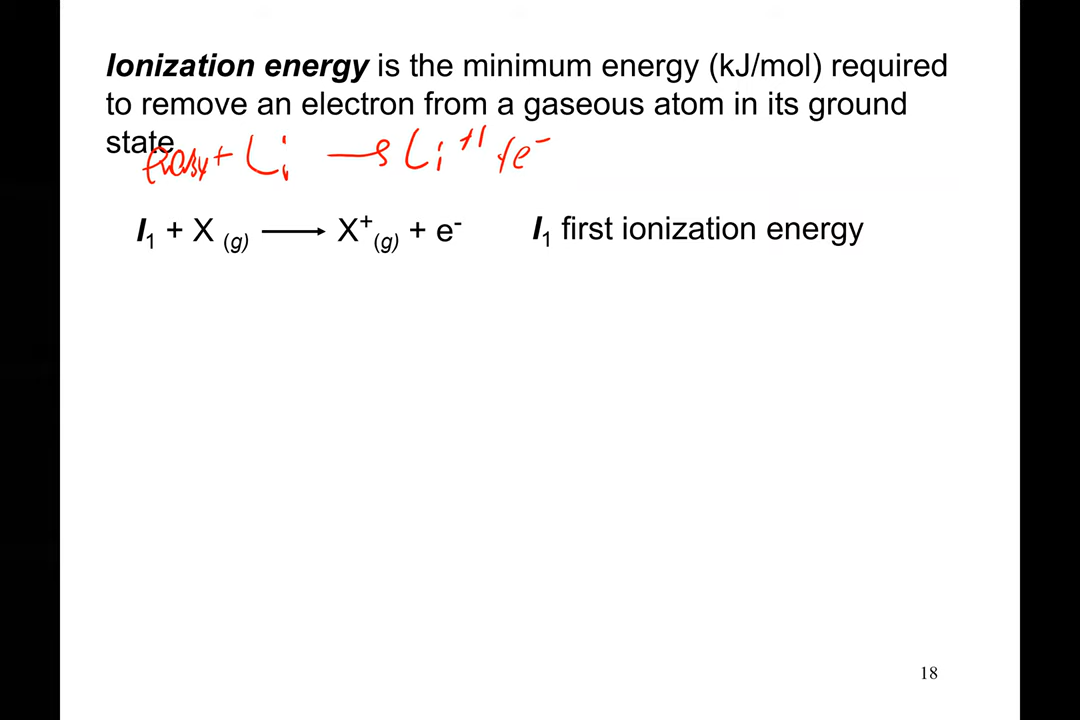 Ionization energy is the minimum energy (kJ/mol) required
to remove an electron from a gaseous atom in its ground
state
+ Li → Li⁺¹ + e⁻
I₁ + X (g) ⟶ X⁺(g) + e⁻ I₁ first ionization energy
18